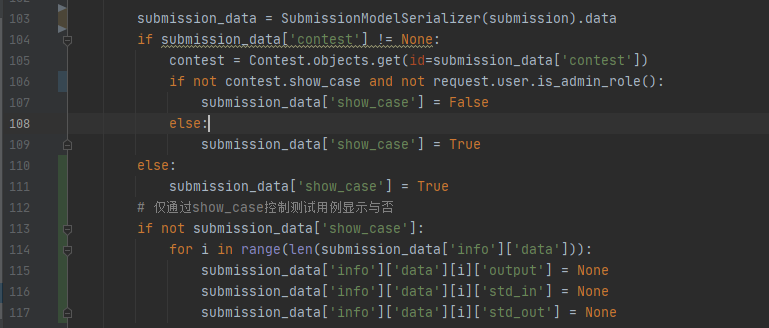 103 submission_data = SubmissionModelSerializer(submission).data
104 if submission_data['contest'] != None:
105 contest = Contest.objects.get(id=submission_data['contest'])
106 if not contest.show_case and not request.user.is_admin_role():
107 submission_data['show_case'] = False
108 else:
109 submission_data['show_case'] = True
110 else:
111 submission_data['show_case'] = True
112 # 仅通过show_case控制测试用例显示与否
113 if not submission_data['show_case']:
114 for i in range(len(submission_data['info']['data'])):
115 submission_data['info']['data'][i]['output'] = None
116 submission_data['info']['data'][i]['std_in'] = None
117 submission_data['info']['data'][i]['std_out'] = None